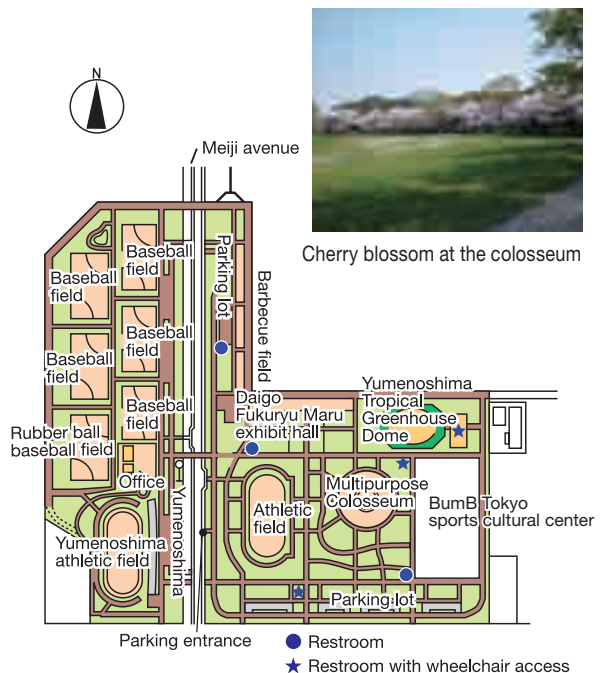 N
Meiji avenue
Cherry blossom at the colosseum
Baseball
field
Baseball
field
Parking lot
Barbecue field
Baseball
field
Baseball
field
Baseball
field
Rubber ball
baseball field
Daigo
Fukuryu Maru
exhibit hall
Yumenoshima
Tropical
Greenhouse
Dome
Office
Yumenoshima
Athletic
field
Multipurpose
Colosseum
BumB Tokyo
sports cultural center
Yumenoshima
athletic field
Parking lot
Parking entrance
Restroom
Restroom with wheelchair access